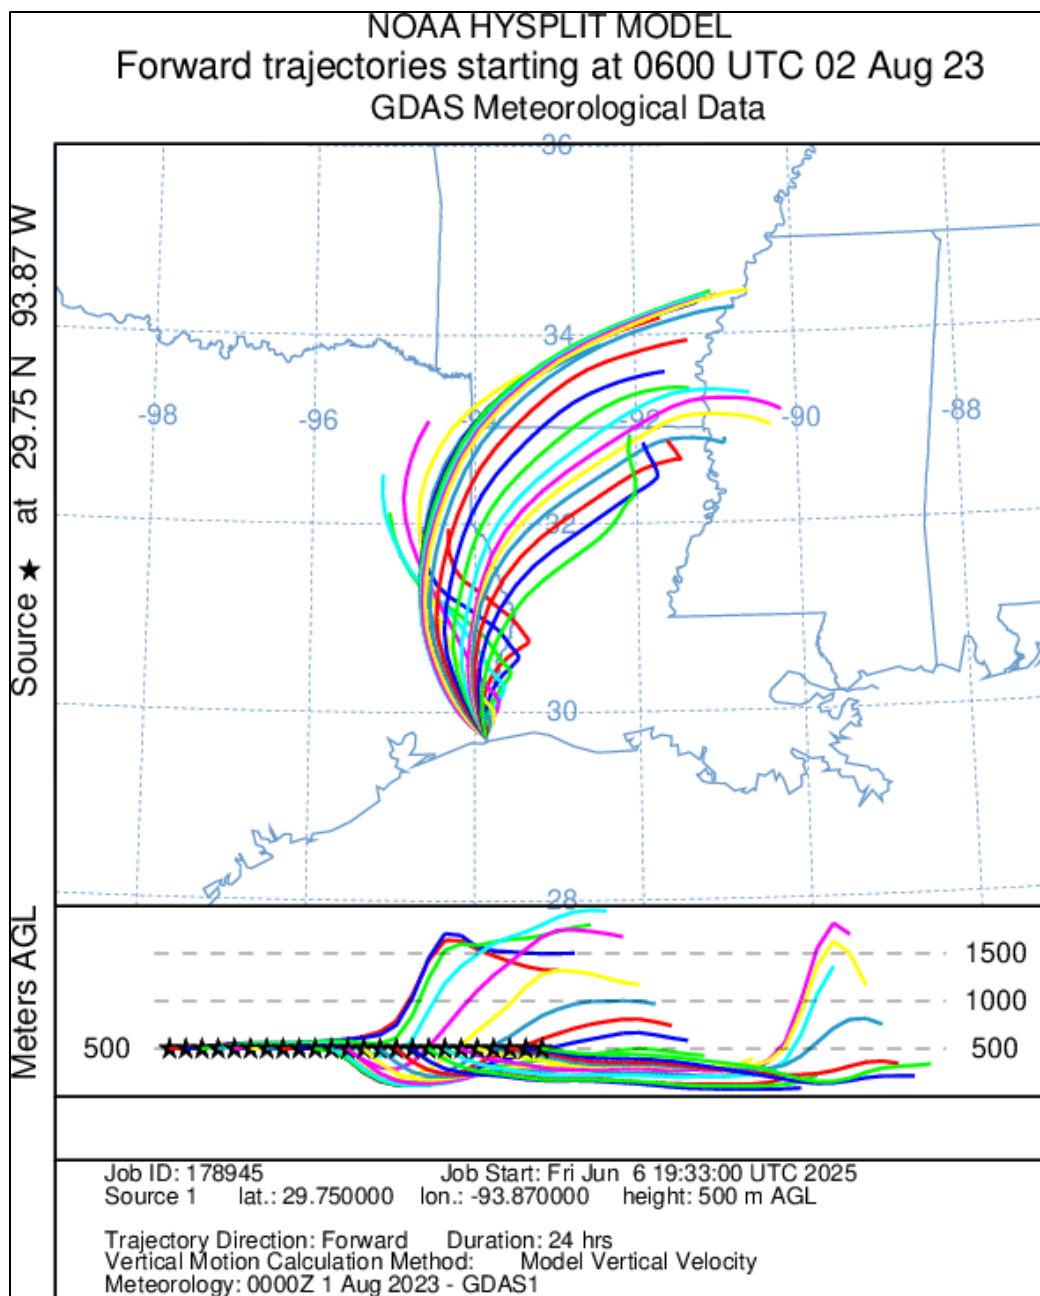 NOAA HYSPLIT MODEL
Forward trajectories starting at 0600 UTC 02 Aug 23
GDAS Meteorological Data
Source ★ at 29.75 N 93.87 W
36
34
-98
-96
-92
-90
-88
32
30
28
Meters AGL
1500
1000
500
500
Job ID: 178945 Job Start: Fri Jun 6 19:33:00 UTC 2025
Source 1 lat.: 29.750000 lon.: -93.870000 height: 500 m AGL
Trajectory Direction: Forward Duration: 24 hrs
Vertical Motion Calculation Method: Model Vertical Velocity
Meteorology: 0000Z 1 Aug 2023 - GDAS1